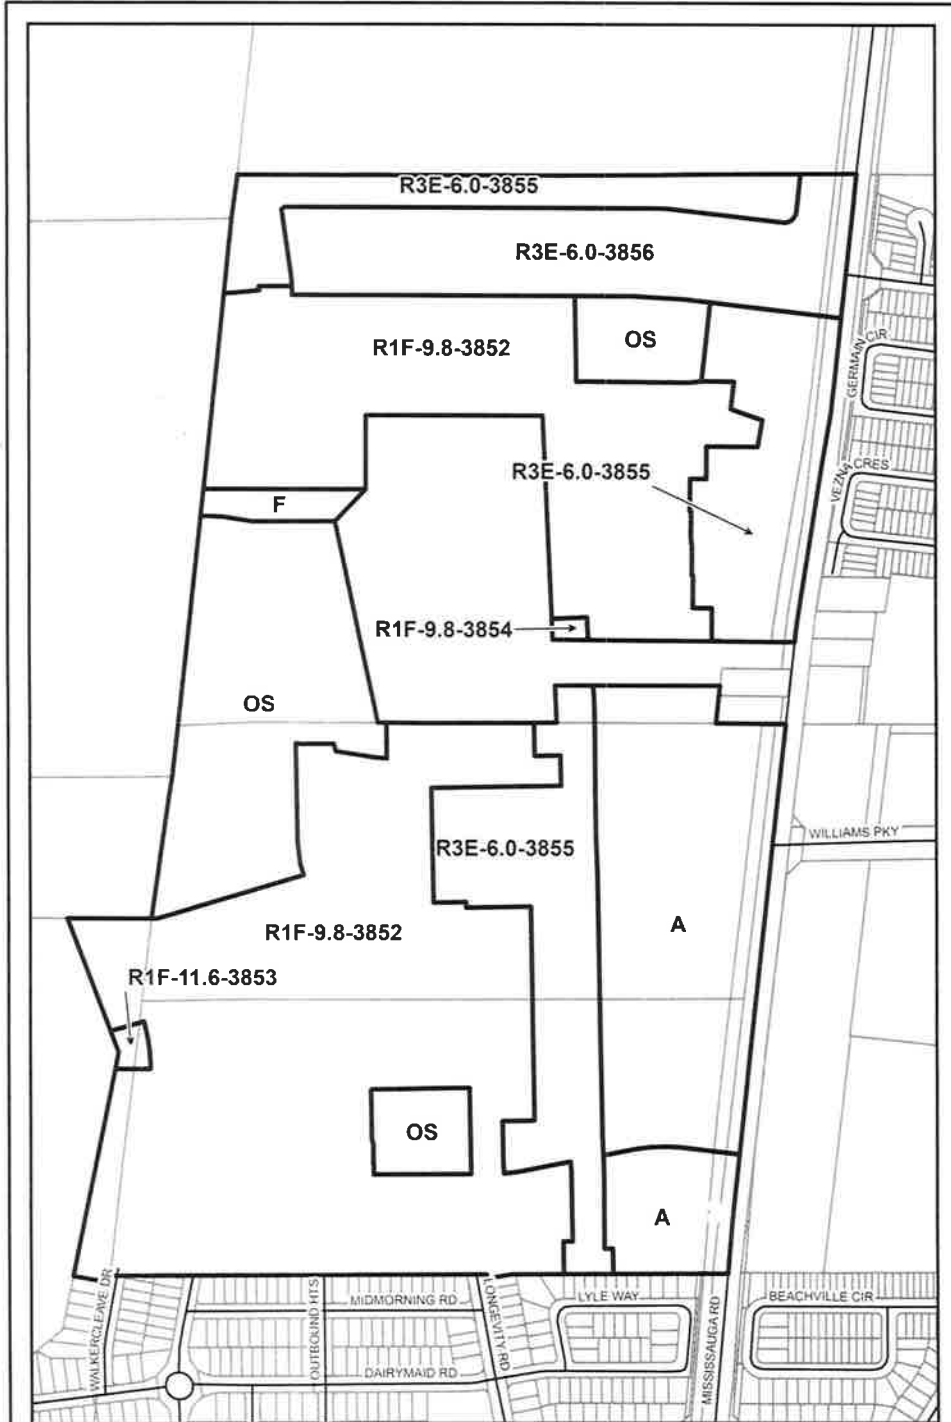 R3E-6.0-3855
R3E-6.0-3856
R1F-9.8-3852
OS
GERMAIN CIR
R3E-6.0-3855
VEZNA CRES
F
R1F-9.8-3854
OS
WILLIAMS PKY
R3E-6.0-3855
A
R1F-9.8-3852
R1F-11.6-3853
OS
A
WALKERCLEAVE DR
OUTBOUND HTS
MIDMORNING RD
LONGEVITY RD
LYLE WAY
MISSISSAUGA RD
BEACHVILLE CIR
DAIRYMAID RD